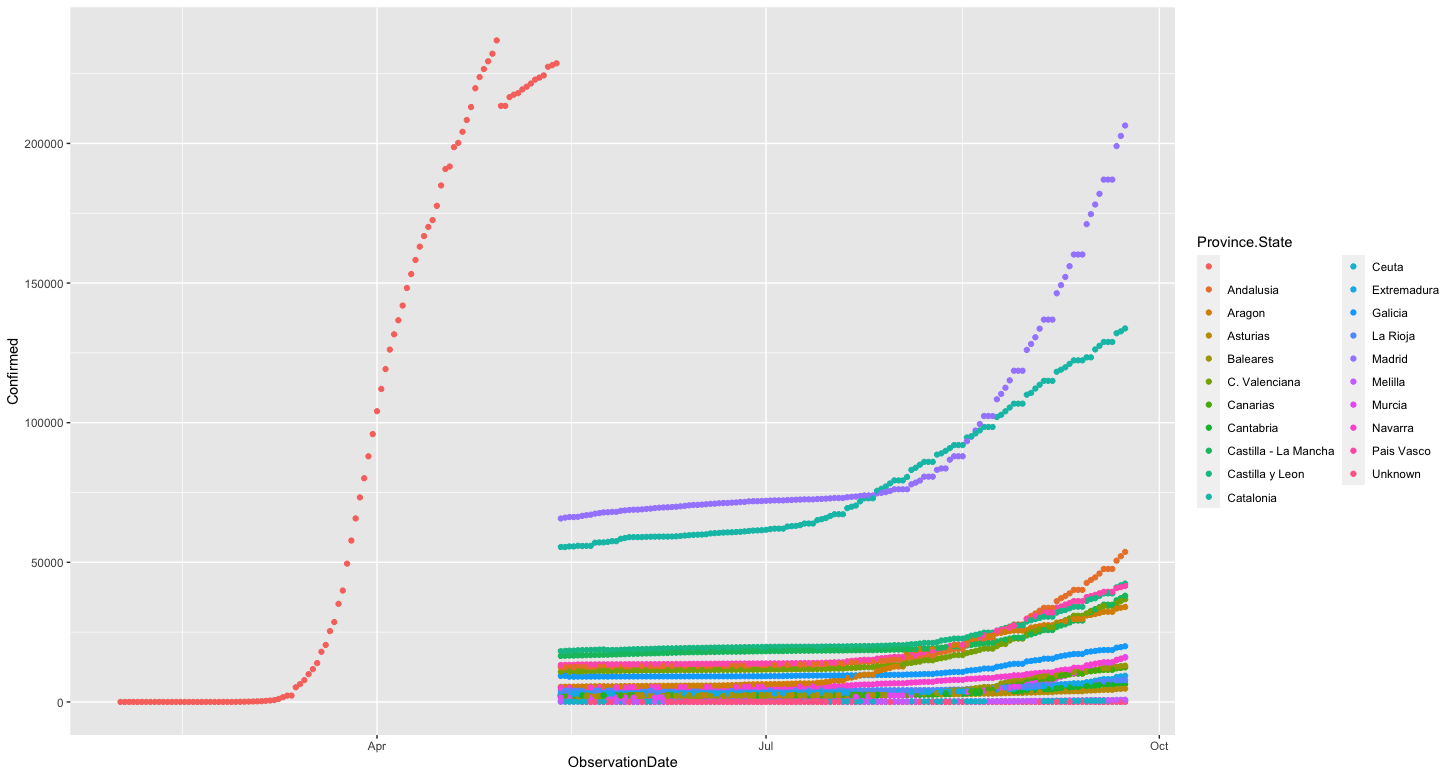 Confirmed
200000
150000
100000
50000
0
Apr
Jul
Oct
ObservationDate
Province.State
Andalusia
Aragon
Asturias
Baleares
C. Valenciana
Canarias
Cantabria
Castilla - La Mancha
Castilla y Leon
Catalonia
Ceuta
Extremadura
Galicia
La Rioja
Madrid
Melilla
Murcia
Navarra
Pais Vasco
Unknown